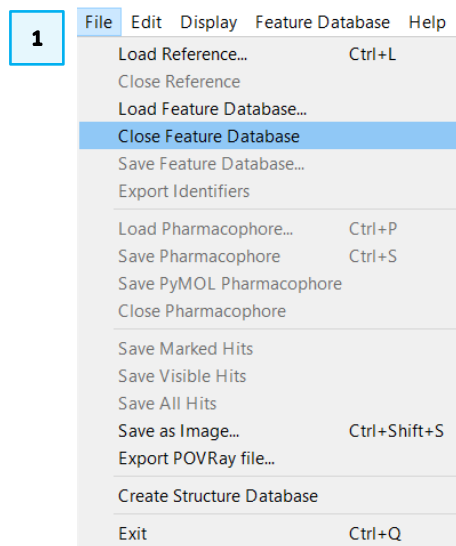 1
File Edit Display Feature Database Help
Load Reference... Ctrl+L
Close Reference
Load Feature Database...
Close Feature Database
Save Feature Database...
Export Identifiers
Load Pharmacophore... Ctrl+P
Save Pharmacophore Ctrl+S
Save PyMOL Pharmacophore
Close Pharmacophore
Save Marked Hits
Save Visible Hits
Save All Hits
Save as Image... Ctrl+Shift+S
Export POVRay file...
Create Structure Database
Exit Ctrl+Q